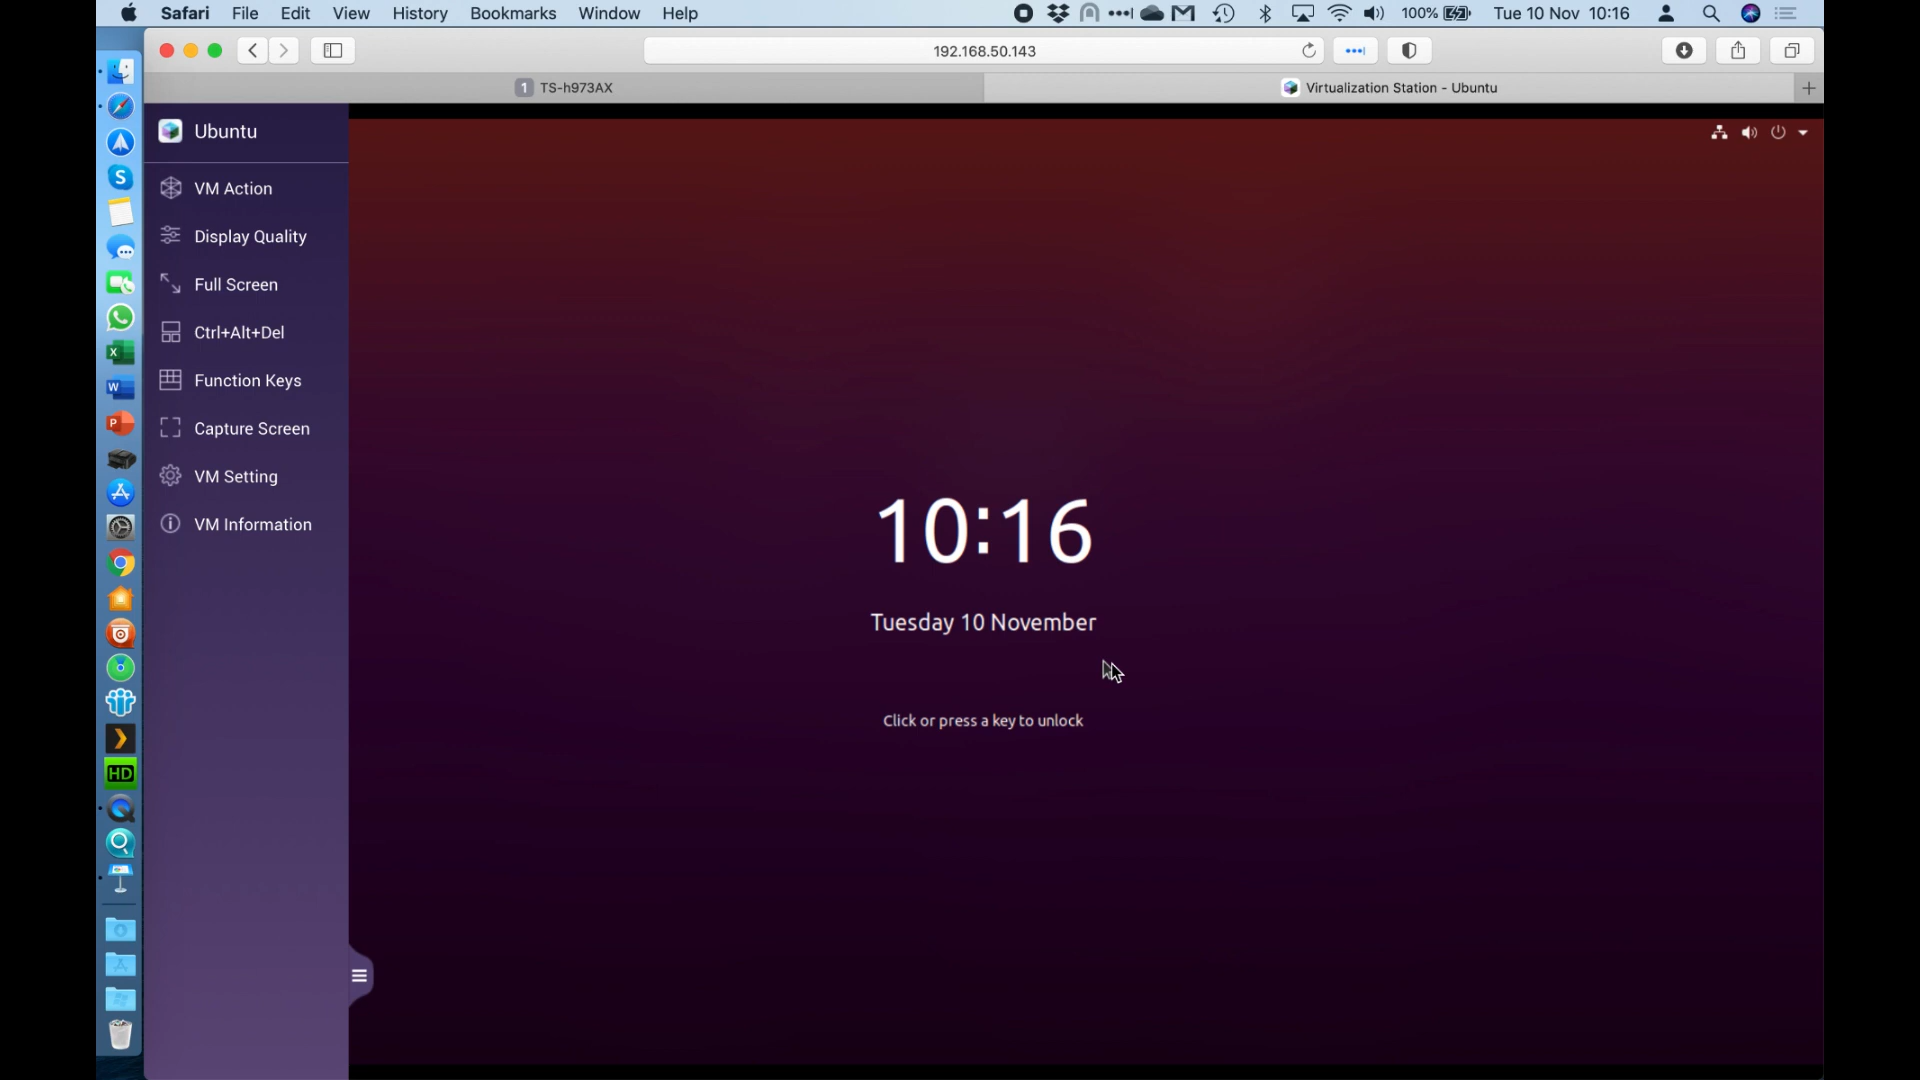 Safari File Edit View History Bookmarks Window Help 100% Tue 10 Nov 10:16
192.168.50.143
1 TS-h973AX Virtualization Station - Ubuntu
Ubuntu
VM Action
Display Quality
Full Screen
Ctrl+Alt+Del
Function Keys
Capture Screen
VM Setting
VM Information
10:16
Tuesday 10 November
Click or press a key to unlock
S
X
W
P
HD